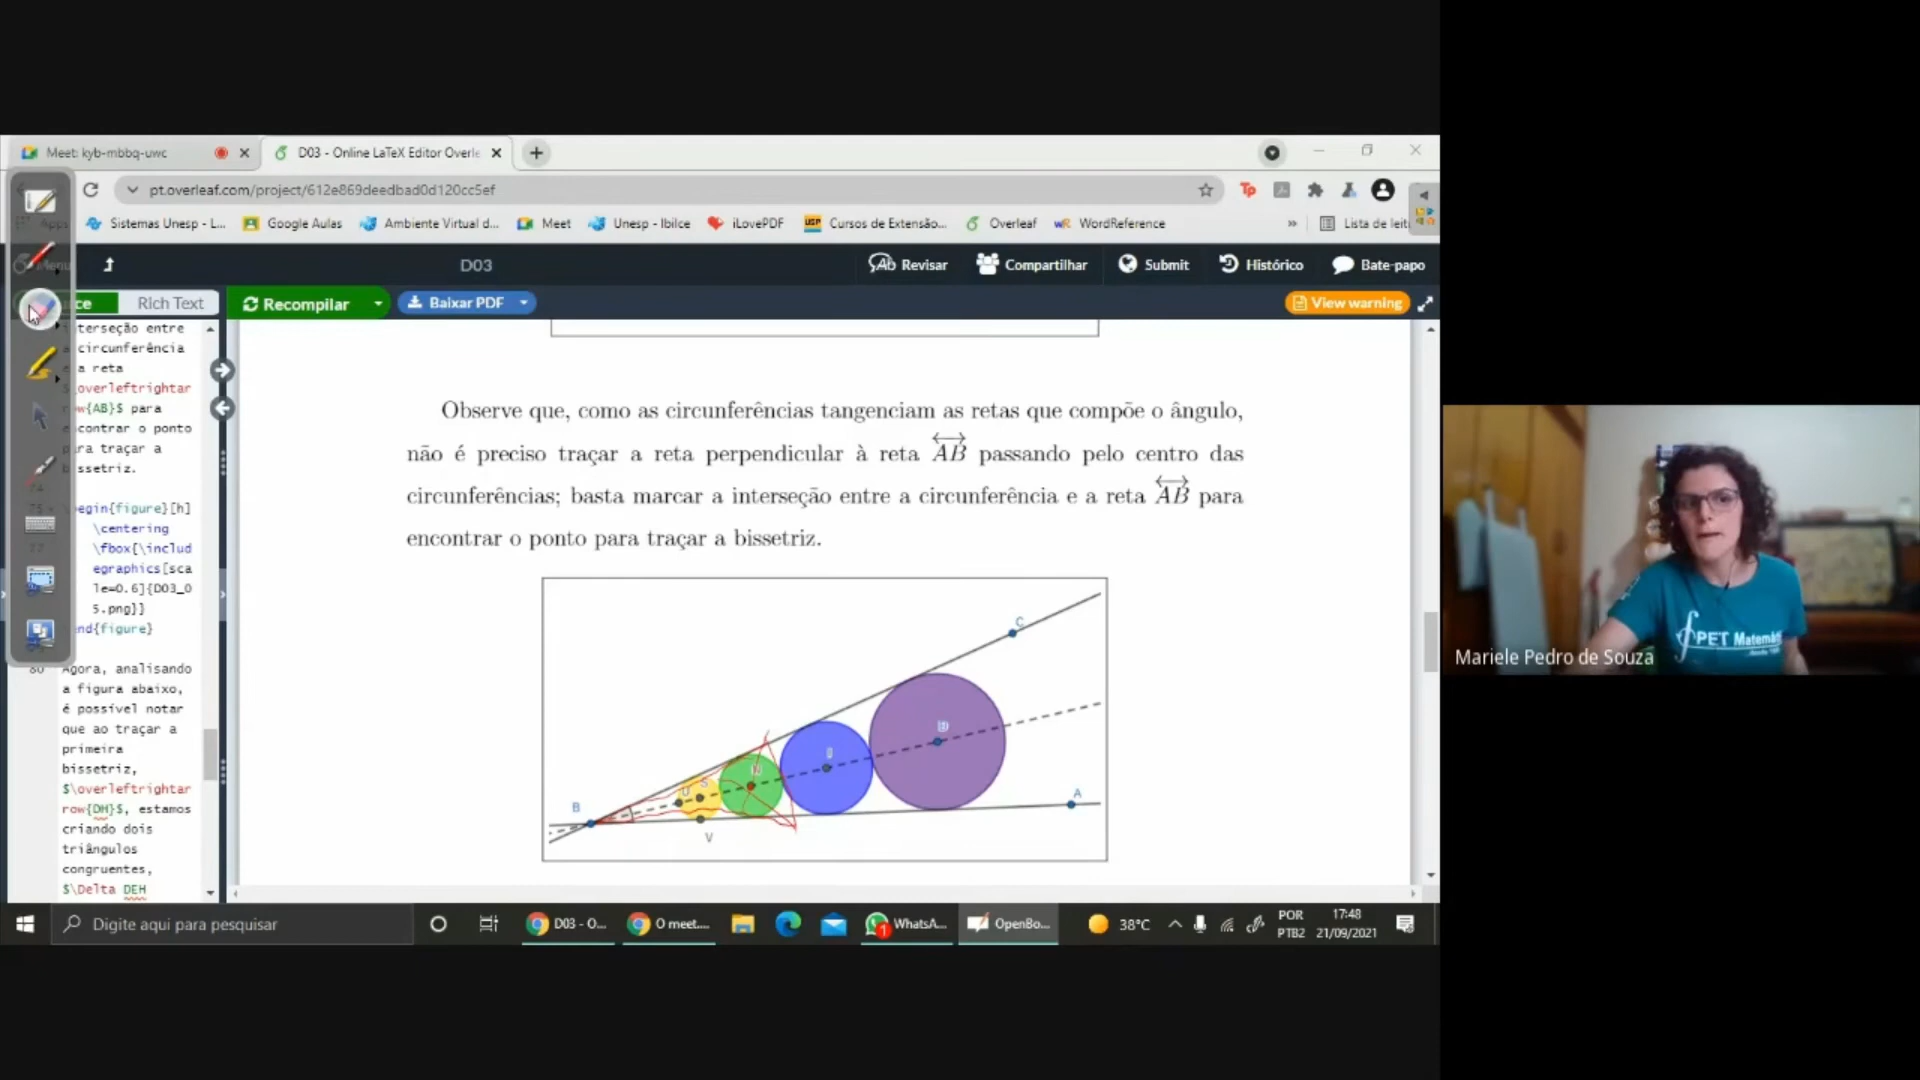 Meet: kyb-mbbq-uwc
D03 - Online LaTeX Editor Overle
pt.overleaf.com/project/612e869deedbad0d120cc5ef
Apps
Sistemas Unesp - L...
Google Aulas
Ambiente Virtual d...
Meet
Unesp - Ibilce
iLovePDF
Cursos de Extensão...
Overleaf
WordReference
»
Lista de leit
Menu
D03
Revisar
Compartilhar
Submit
Histórico
Bate-papo
ce
Rich Text
Recompilar
Baixar PDF
View warning
terseção entre
circunferência
a reta
overleftrightar
w{AB}$ para
contrar o ponto
ra traçar a
ssetriz.
egin{figure}[h]
\centering
\fbox{\includ
egraphics[sca
le=0.6]{D03_0
5.png}}
nd{figure}
80 Agora, analisando
a figura abaixo,
é possível notar
que ao traçar a
primeira
bissetriz,
$\overleftrightar
row{DH}$, estamos
criando dois
triângulos
congruentes,
$\Delta DEH
Observe que, como as circunferências tangenciam as retas que compõe o ângulo,
não é preciso traçar a reta perpendicular à reta AB passando pelo centro das
circunferências; basta marcar a interseção entre a circunferência e a reta AB para
encontrar o ponto para traçar a bissetriz.
C
D
J
N
S
U
B
A
V
Mariele Pedro de Souza
PET Matemá
Digite aqui para pesquisar
D03 - O...
O meet....
WhatsA...
1
OpenBo...
38°C
POR
PTB2
17:48
21/09/2021